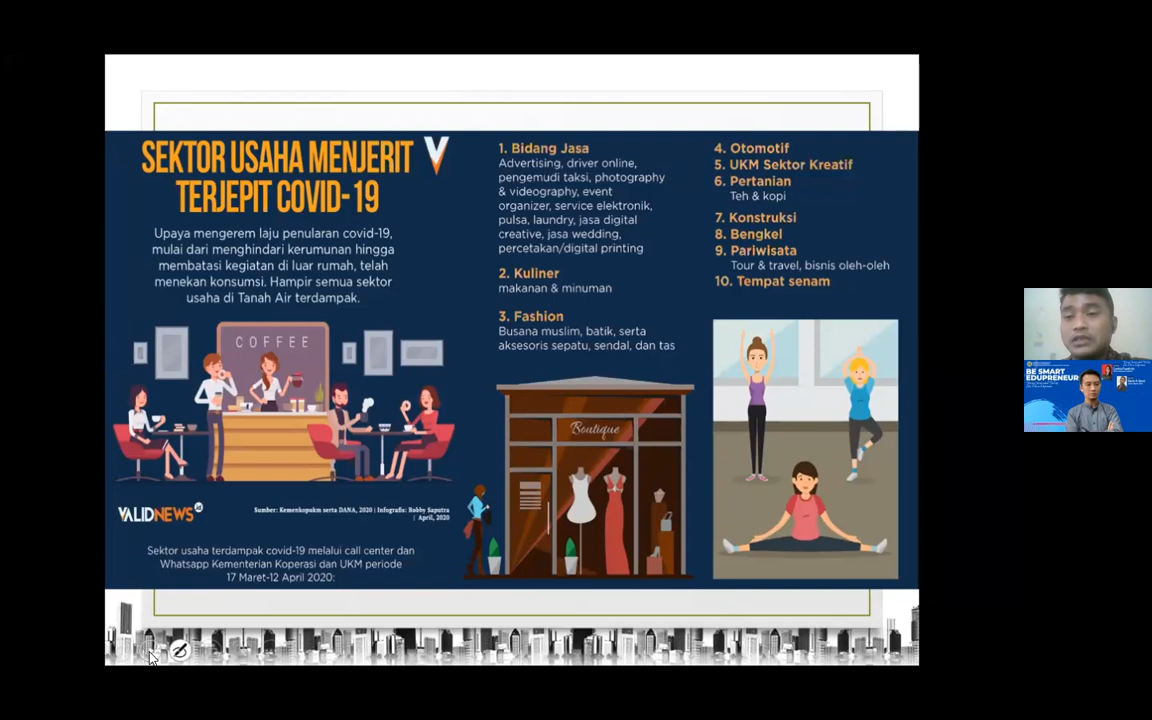 SEKTOR USAHA MENJERIT
TERJEPIT COVID-19
Upaya mengerem laju penularan covid-19,
mulai dari menghindari kerumunan hingga
membatasi kegiatan di luar rumah, telah
menekan konsumsi. Hampir semua sektor
usaha di Tanah Air terdampak.
COFFEE
VALIDNEWS
Sumber: Kemenkopukm serta DANA, 2020 | Infografis: Robby Saputra
| April, 2020
Sektor usaha terdampak covid-19 melalui call center dan
Whatsapp Kementerian Koperasi dan UKM periode
17 Maret-12 April 2020:
1. Bidang Jasa
Advertising, driver online,
pengemudi taksi, photography
& videography, event
organizer, service elektronik,
pulsa, laundry, jasa digital
creative, jasa wedding,
percetakan/digital printing
2. Kuliner
makanan & minuman
3. Fashion
Busana muslim, batik, serta
aksesoris sepatu, sendal, dan tas
Boutique
4. Otomotif
5. UKM Sektor Kreatif
6. Pertanian
Teh & kopi
7. Konstruksi
8. Bengkel
9. Pariwisata
Tour & travel, bisnis oleh-oleh
10. Tempat senam
BE SMART
EDUPRENEUR